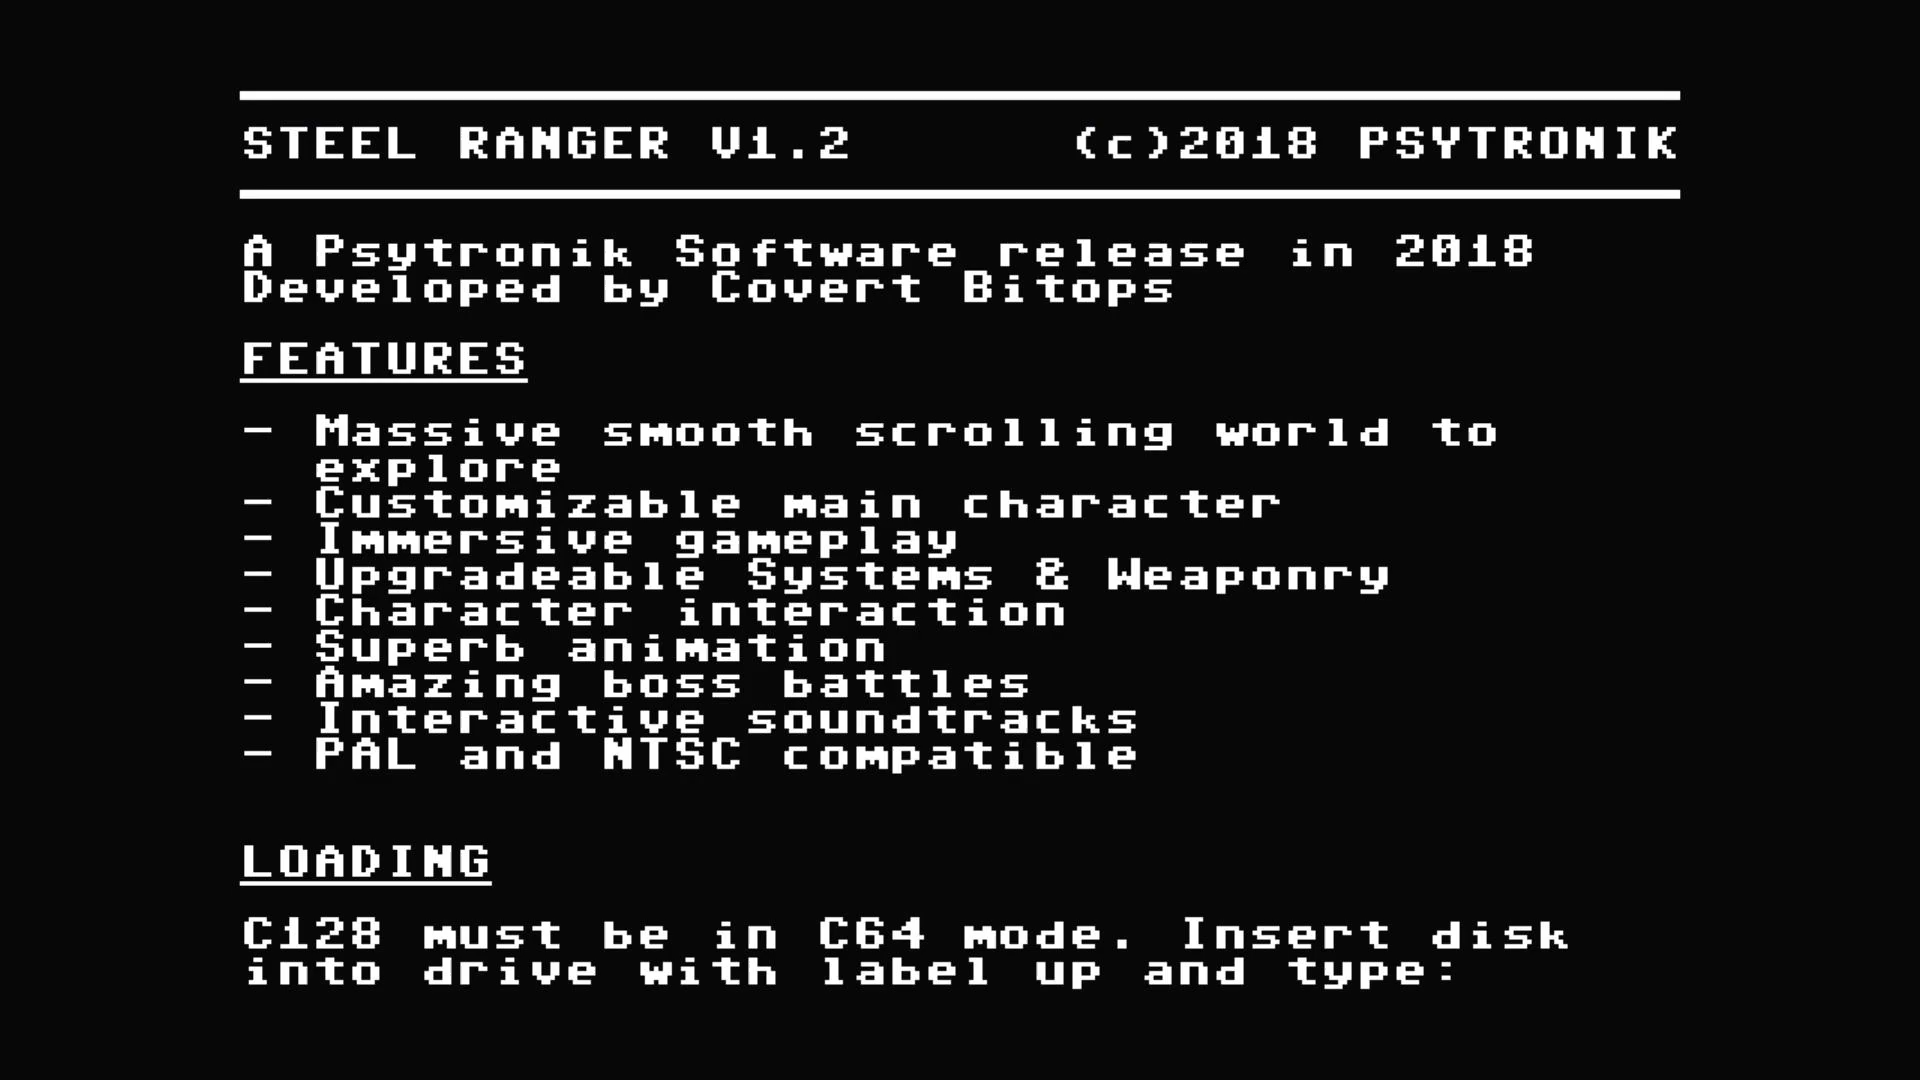 STEEL RANGER V1.2 (c)2018 PSYTRONIK
A Psytronik Software release in 2018
Developed by Covert Bitops
FEATURES
- Massive smooth scrolling world to
explore
- Customizable main character
- Immersive gameplay
- Upgradeable Systems & Weaponry
- Character interaction
- Superb animation
- Amazing boss battles
- Interactive soundtracks
- PAL and NTSC compatible
LOADING
C128 must be in C64 mode. Insert disk
into drive with label up and type: